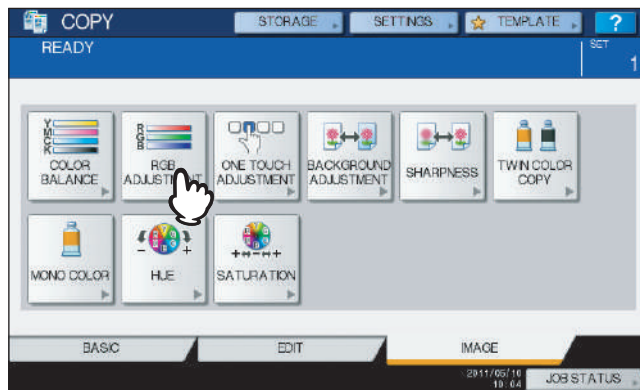 COPY
STORAGE
SETTINGS
TEMPLATE
?
READY
SET
1
Y
M
C
K
COLOR
BALANCE
R
G
B
RGB
ADJUSTMENT
ONE TOUCH
ADJUSTMENT
BACKGROUND
ADJUSTMENT
SHARPNESS
TWIN COLOR
COPY
MONO COLOR
- +
HUE
++-++
SATURATION
BASIC
EDIT
IMAGE
2011/05/10
10:04
JOB STATUS